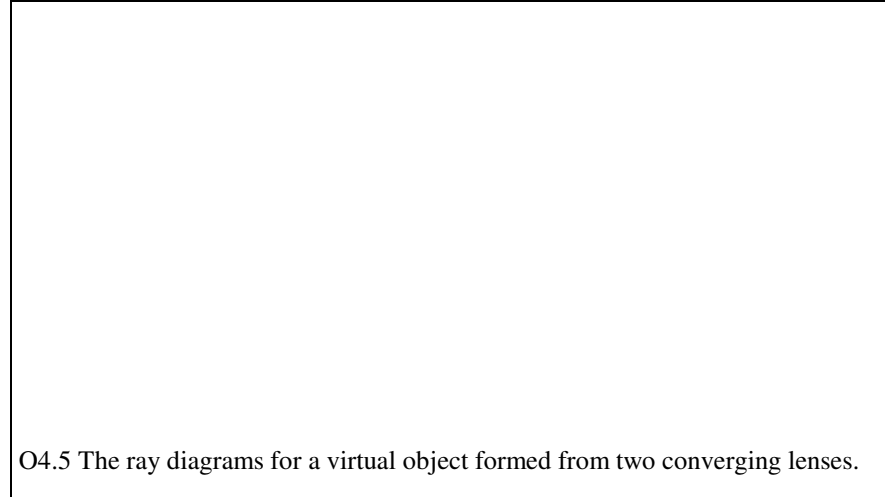 O4.5 The ray diagrams for a virtual object formed from two converging lenses.